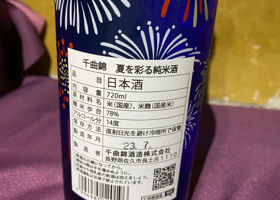 千曲錦 夏を彩る純米酒
品目 日本酒
内容量 720ml
原材料名 米(国産)、米麹(国産米)
精米歩合 78%
アルコール分 14度
保存方法 直射日光を避け冷暗所で保管
23.7.
千曲錦酒造株式会社
長野県佐久市長土呂1110